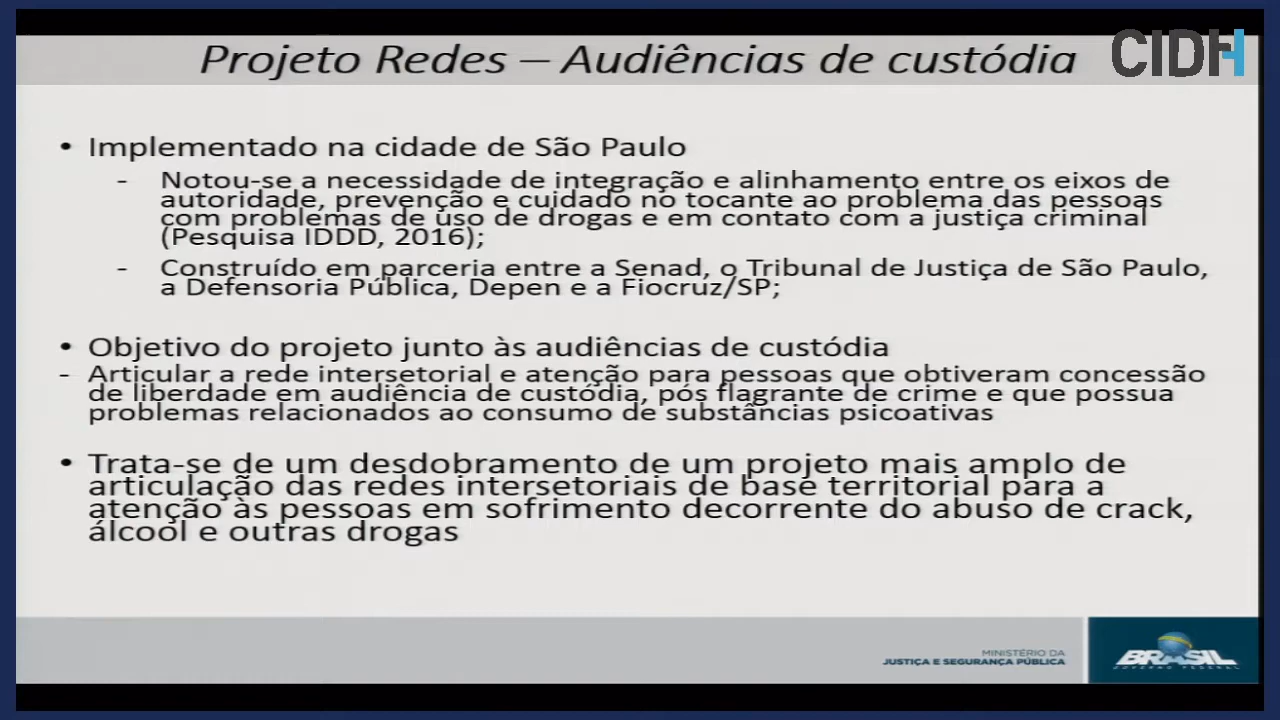 Projeto Redes – Audiências de custódia
CIDH
• Implementado na cidade de São Paulo
- Notou-se a necessidade de integração e alinhamento entre os eixos de
autoridade, prevenção e cuidado no tocante ao problema das pessoas
com problemas de uso de drogas e em contato com a justiça criminal
(Pesquisa IDDD, 2016);
- Construído em parceria entre a Senad, o Tribunal de Justiça de São Paulo,
a Defensoria Pública, Depen e a Fiocruz/SP;
• Objetivo do projeto junto às audiências de custódia
- Articular a rede intersetorial e atenção para pessoas que obtiveram concessão
de liberdade em audiência de custódia, pós flagrante de crime e que possua
problemas relacionados ao consumo de substâncias psicoativas
• Trata-se de um desdobramento de um projeto mais amplo de
articulação das redes intersetoriais de base territorial para a
atenção às pessoas em sofrimento decorrente do abuso de crack,
álcool e outras drogas
MINISTÉRIO DA
JUSTIÇA E SEGURANÇA PÚBLICA
BRASIL
GOVERNO FEDERAL